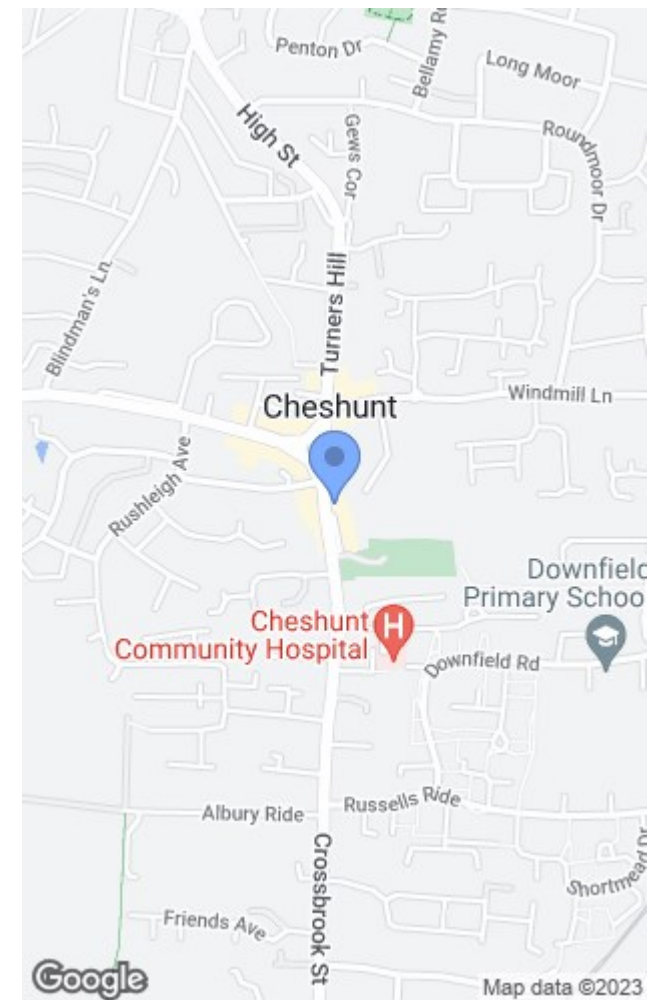 Penton Dr
Bellamy R
Long Moor
High St
Gews Cor
Roundmoor Dr
Turners Hill
Blindman's Ln
Windmill Ln
Cheshunt
Rushleigh Ave
Downfield
Primary Schoo
Cheshunt
Community Hospital
H
Downfield Rd
Albury Ride
Russells Ride
Crossbrook St
Shortmead Dr
Friends Ave
Google
Map data ©2023